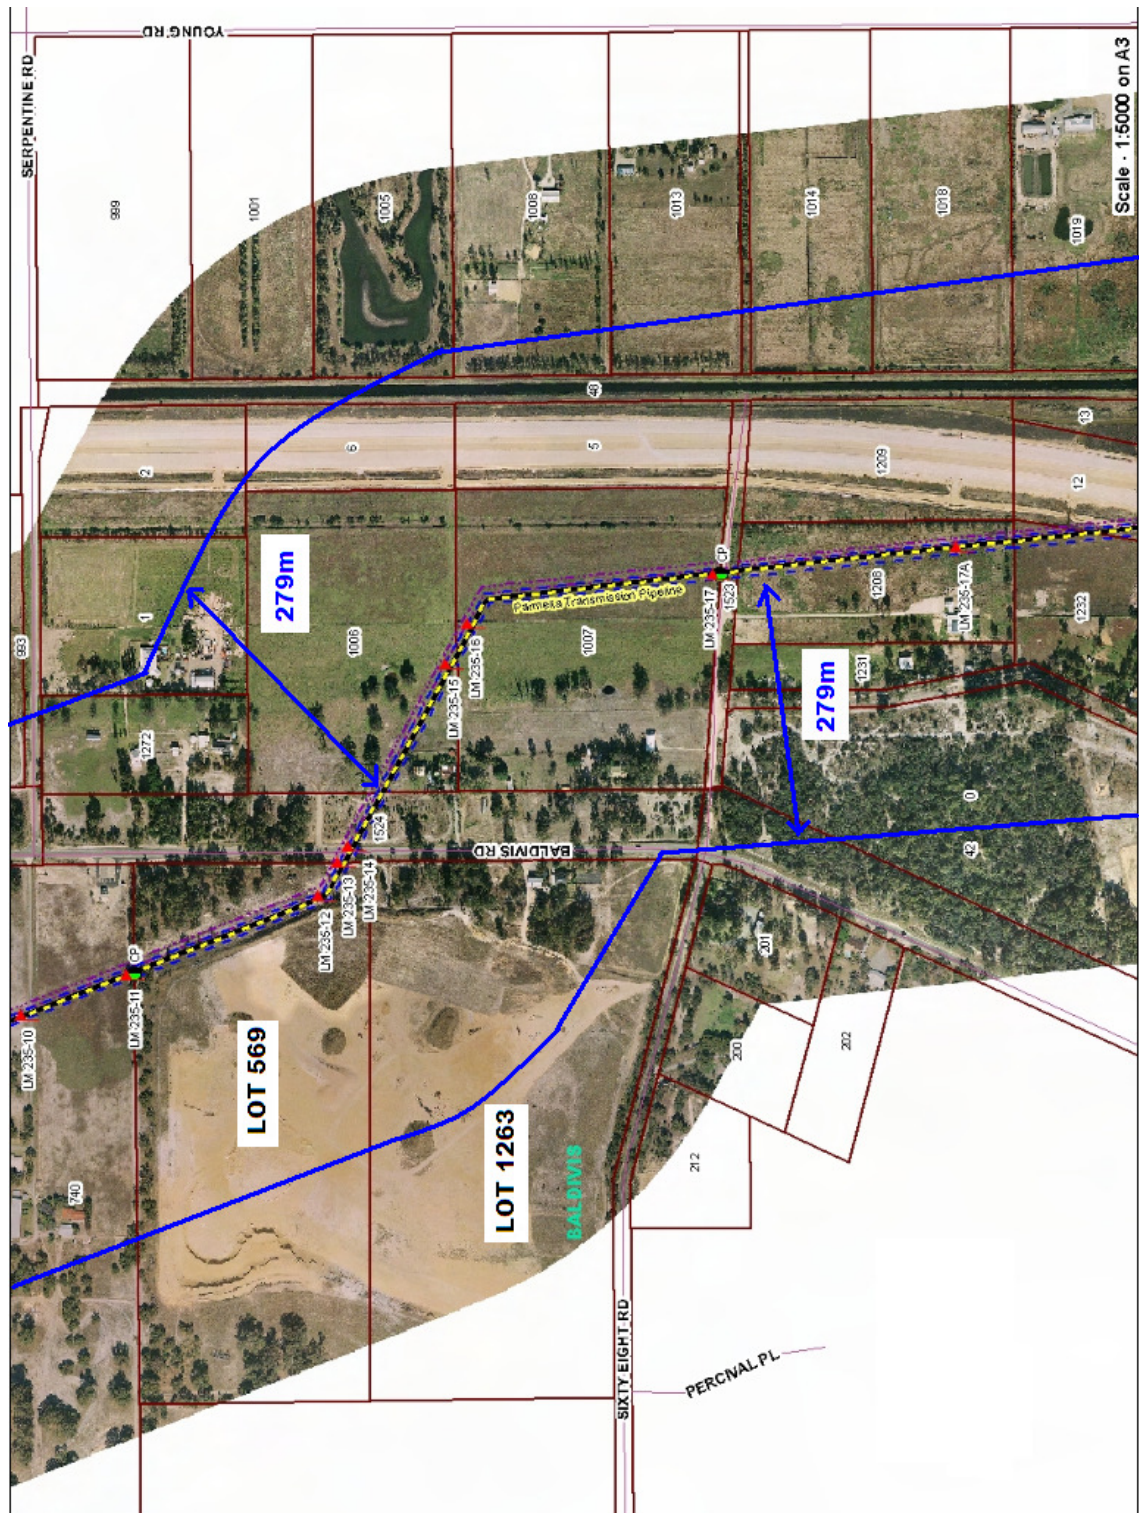 YOUNG RD
SERPENTINE RD
Scale - 1:5000 on A3
999
1001
1005
1008
1013
1014
1018
1019
48
2
6
5
1209
12
13
993
1
279m
1006
Parmelia Transmission Pipeline
1007
LM 235-17
CP
1523
1208
LM 235-17A
1232
1231
279m
LM 235-16
LM 235-15
1272
1524
BALDIVIS RD
0
42
LM 235-14
LM 235-13
LM 235-12
CP
LM 235-11
LM 235-10
201
202
200
212
LOT 569
LOT 1263
BALDIVIS
740
SIXTY EIGHT RD
PERCIVAL PL